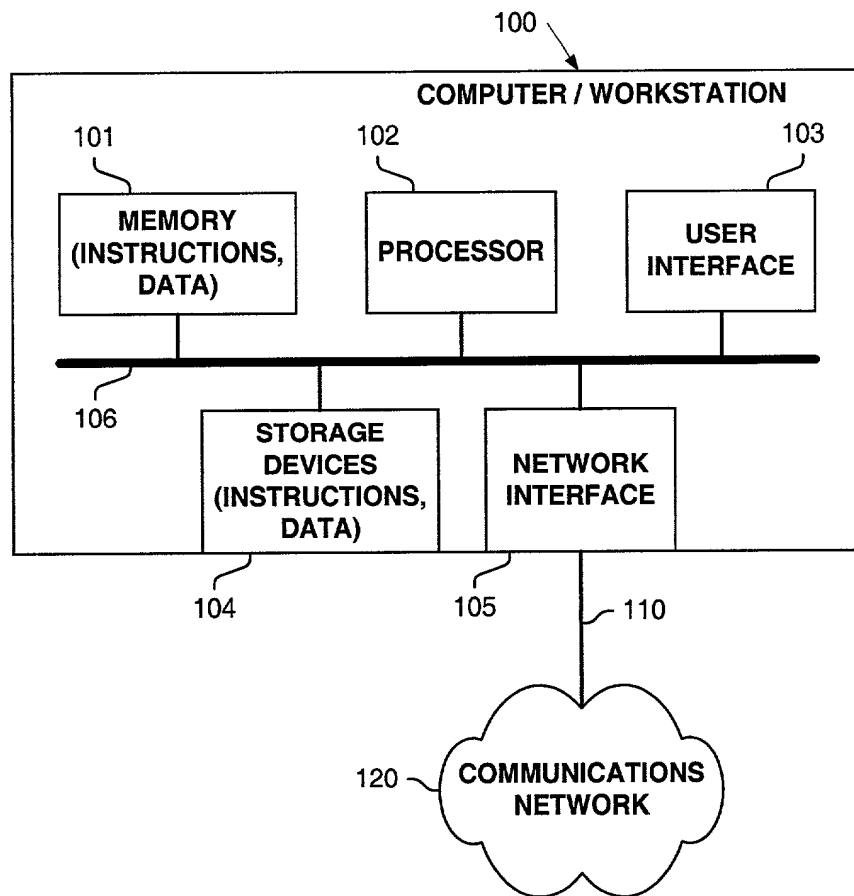 100
COMPUTER / WORKSTATION
101
102
103
MEMORY
(INSTRUCTIONS,
DATA)
PROCESSOR
USER
INTERFACE
106
STORAGE
DEVICES
(INSTRUCTIONS,
DATA)
NETWORK
INTERFACE
104
105
110
120
COMMUNICATIONS
NETWORK